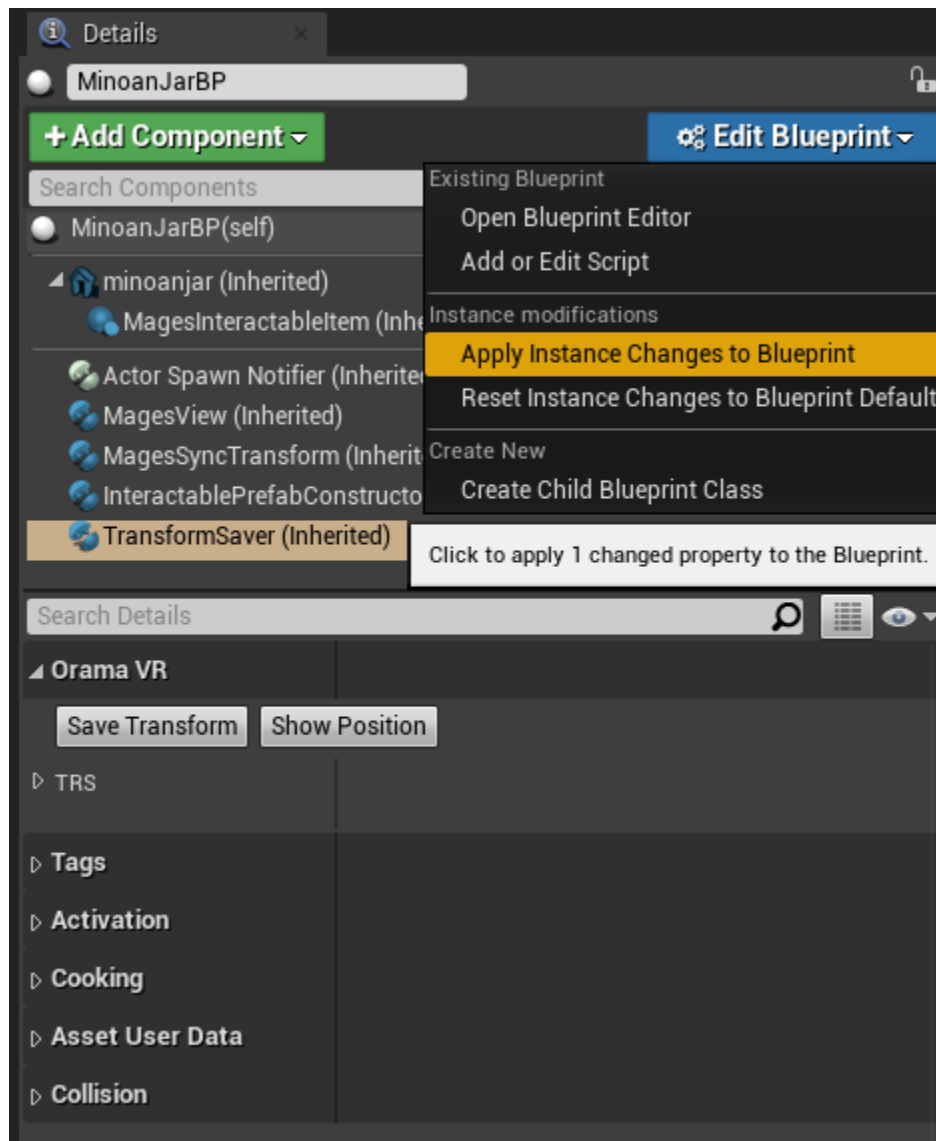 Details
MinoanJarBP
+ Add Component
Edit Blueprint
Search Components
Existing Blueprint
MinoanJarBP(self)
Open Blueprint Editor
Add or Edit Script
minoanjar (Inherited)
MagesInteractableItem (Inhe
Instance modifications
Apply Instance Changes to Blueprint
Actor Spawn Notifier (Inherited
Reset Instance Changes to Blueprint Default
MagesView (Inherited)
MagesSyncTransform (Inherit
Create New
InteractablePrefabConstructo
Create Child Blueprint Class
TransformSaver (Inherited)
Click to apply 1 changed property to the Blueprint.
Search Details
Orama VR
Save Transform
Show Position
TRS
Tags
Activation
Cooking
Asset User Data
Collision